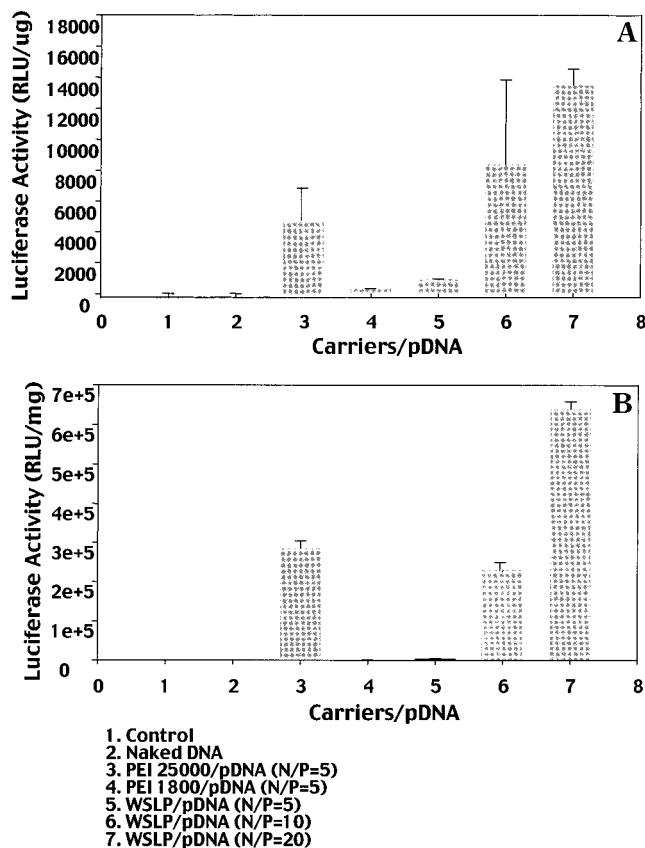 A
Luciferase Activity (RLU/ug)
18000
16000
14000
12000
10000
8000
6000
4000
2000
0
0 1 2 3 4 5 6 7 8
Carriers/pDNA
B
Luciferase Activity (RLU/mg)
7e+5
6e+5
5e+5
4e+5
3e+5
2e+5
1e+5
0
0 1 2 3 4 5 6 7 8
Carriers/pDNA
1. Control
2. Naked DNA
3. PEI 25000/pDNA (N/P=5)
4. PEI 1800/pDNA (N/P=5)
5. WSLP/pDNA (N/P=5)
6. WSLP/pDNA (N/P=10)
7. WSLP/pDNA (N/P=20)